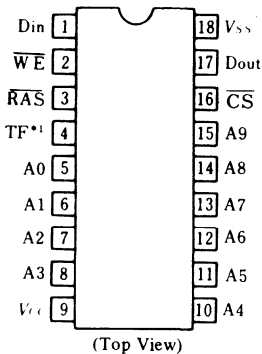 Din 1 18 Vss
WE 2 17 Dout
RAS 3 16 CS
TF*1 4 15 A9
A0 5 14 A8
A1 6 13 A7
A2 7 12 A6
A3 8 11 A5
Vcc 9 10 A4
(Top View)